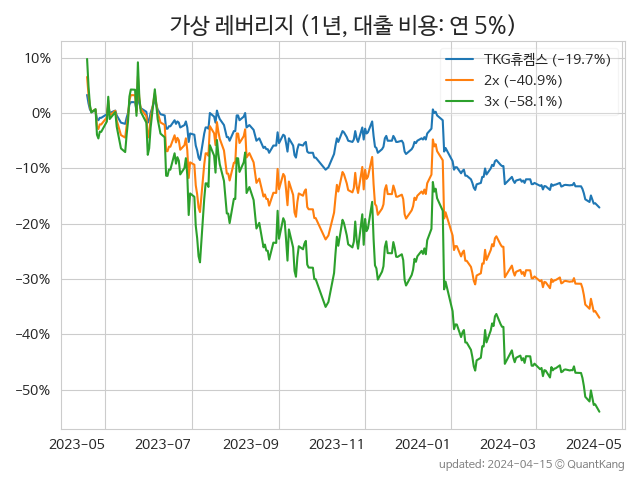 가상 레버리지 (1년, 대출 비용: 연 5%)
TKG휴켐스 (−19.7%)
2x (−40.9%)
3x (−58.1%)
10%
0%
−10%
−20%
−30%
−40%
−50%
2023-05 2023-07 2023-09 2023-11 2024-01 2024-03 2024-05
updated: 2024-04-15 © QuantKang